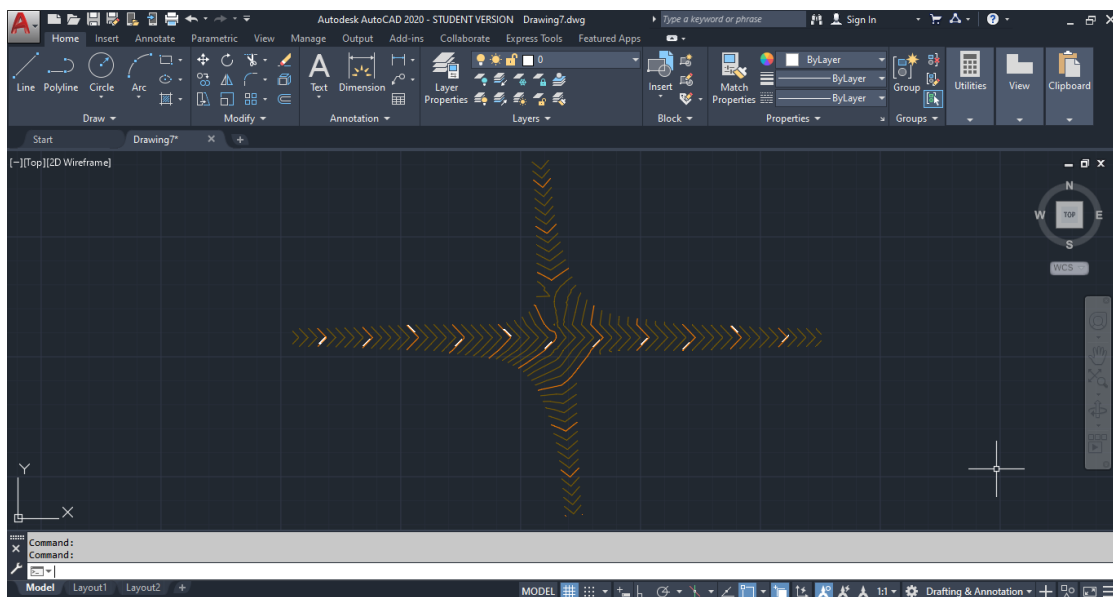 A Autodesk AutoCAD 2020 - STUDENT VERSION Drawing7.dwg Type a keyword or phrase Sign In
Home Insert Annotate Parametric View Manage Output Add-ins Collaborate Express Tools Featured Apps
0 ByLayer
ByLayer
ByLayer
Line Polyline Circle Arc A Text Dimension Layer Properties Insert Match Properties Group Utilities View Clipboard
Draw Modify Annotation Layers Block Properties Groups
Start Drawing7* +
[−][Top][2D Wireframe]
N
W TOP E
S
WCS
Y
X
Command:
Command:
Model Layout1 Layout2 +
MODEL 1:1 Drafting & Annotation